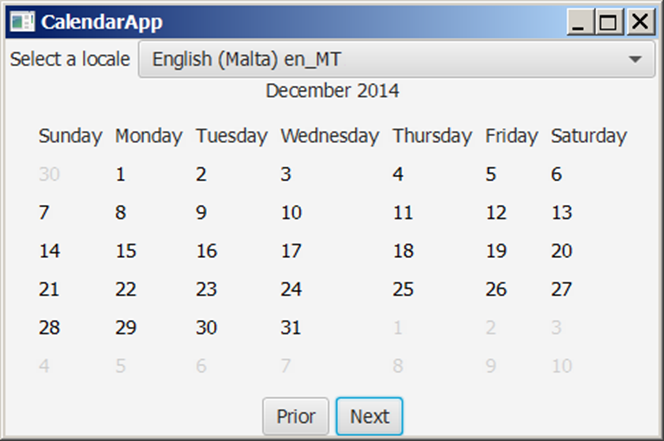 CalendarApp
Select a locale English (Malta) en_MT
December 2014
Sunday Monday Tuesday Wednesday Thursday Friday Saturday
30 1 2 3 4 5 6
7 8 9 10 11 12 13
14 15 16 17 18 19 20
21 22 23 24 25 26 27
28 29 30 31 1 2 3
4 5 6 7 8 9 10
Prior Next